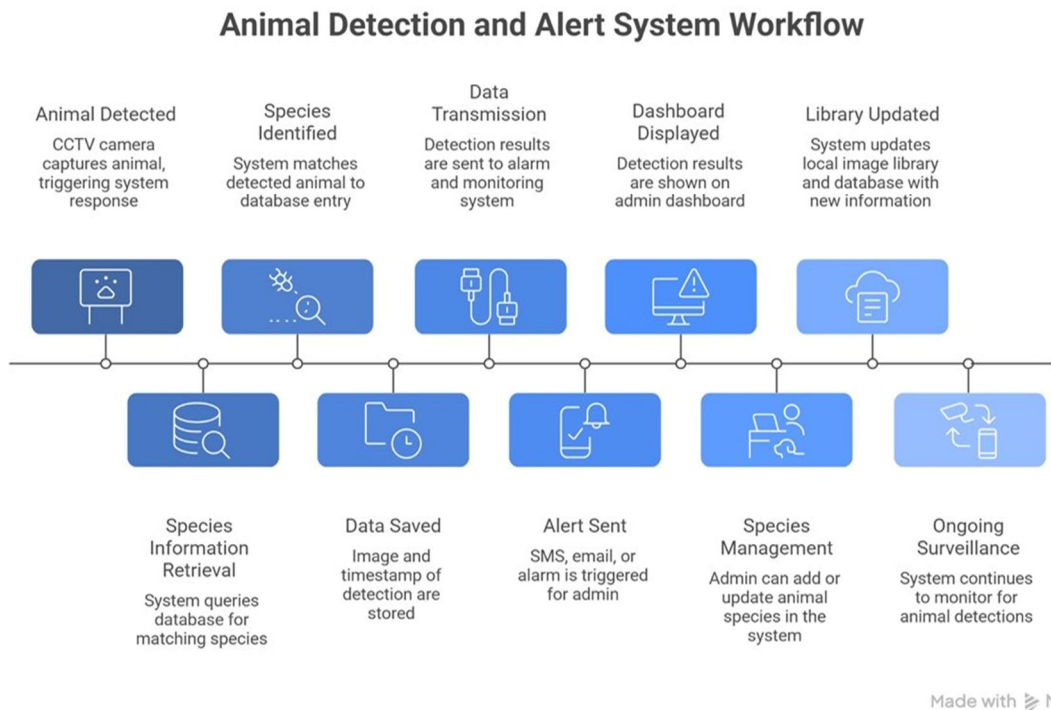 Animal Detection and Alert System Workflow
Animal Detected
CCTV camera
captures animal,
triggering system
response
Species
Identified
System matches
detected animal to
database entry
Data
Transmission
Detection results
are sent to alarm
and monitoring
system
Dashboard
Displayed
Detection results
are shown on
admin dashboard
Library Updated
System updates
local image library
and database with
new information
Species
Information
Retrieval
System queries
database for
matching species
Data Saved
Image and
timestamp of
detection are
stored
Alert Sent
SMS, email, or
alarm is triggered
for admin
Species
Management
Admin can add or
update animal
species in the
system
Ongoing
Surveillance
System continues
to monitor for
animal detections
Made with